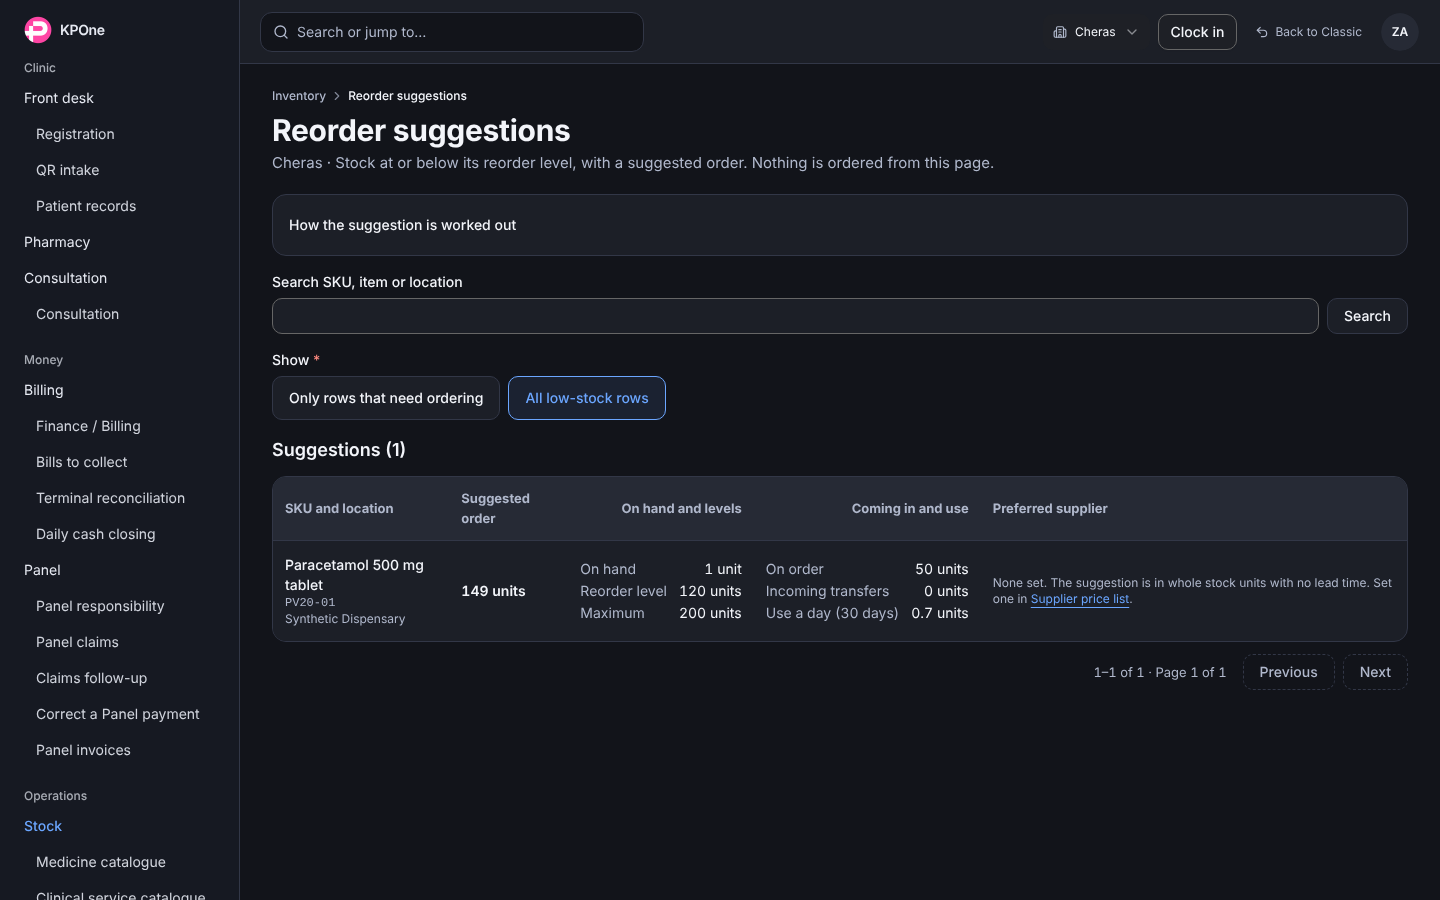 KPOne
Search or jump to...
Cheras
Clock in
Back to Classic
ZA
Clinic
Front desk
Registration
QR intake
Patient records
Pharmacy
Consultation
Consultation
Money
Billing
Finance / Billing
Bills to collect
Terminal reconciliation
Daily cash closing
Panel
Panel responsibility
Panel claims
Claims follow-up
Correct a Panel payment
Panel invoices
Operations
Stock
Medicine catalogue
Clinical service catalogue
Inventory > Reorder suggestions
Reorder suggestions
Cheras · Stock at or below its reorder level, with a suggested order. Nothing is ordered from this page.
How the suggestion is worked out
Search SKU, item or location
Search
Show *
Only rows that need ordering
All low-stock rows
Suggestions (1)
SKU and location
Suggested
order
On hand and levels
Coming in and use
Preferred supplier
Paracetamol 500 mg
tablet
PV20-01
Synthetic Dispensary
149 units
On hand 1 unit
Reorder level 120 units
Maximum 200 units
On order 50 units
Incoming transfers 0 units
Use a day (30 days) 0.7 units
None set. The suggestion is in whole stock units with no lead time. Set
one in Supplier price list.
1–1 of 1 · Page 1 of 1
Previous
Next